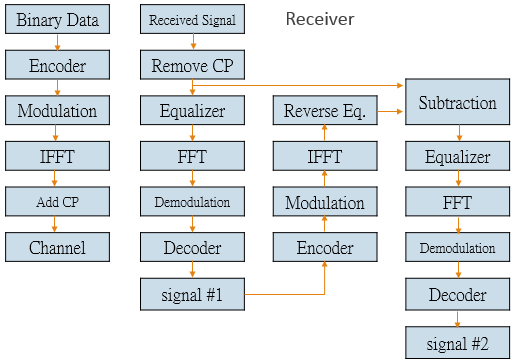 Binary Data
Encoder
Modulation
IFFT
Add CP
Channel
Receiver
Received Signal
Remove CP
Equalizer
FFT
Demodulation
Decoder
signal #1
Reverse Eq.
IFFT
Modulation
Encoder
Subtraction
Equalizer
FFT
Demodulation
Decoder
signal #2